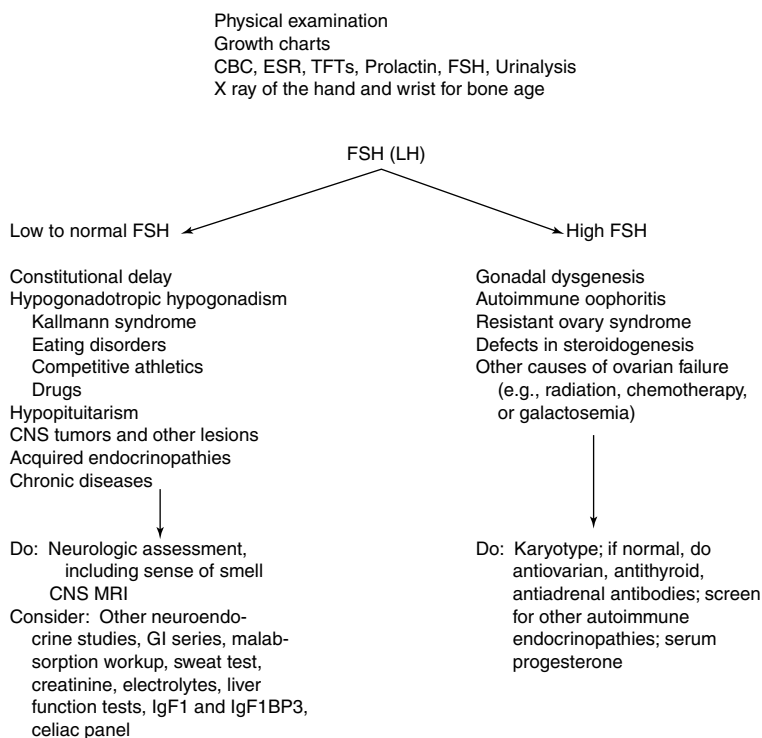 Physical examination
Growth charts
CBC, ESR, TFTs, Prolactin, FSH, Urinalysis
X ray of the hand and wrist for bone age
FSH (LH)
Low to normal FSH
Constitutional delay
Hypogonadotropic hypogonadism
Kallmann syndrome
Eating disorders
Competitive athletics
Drugs
Hypopituitarism
CNS tumors and other lesions
Acquired endocrinopathies
Chronic diseases
Do: Neurologic assessment,
including sense of smell
CNS MRI
Consider: Other neuroendo-
crine studies, GI series, malab-
sorption workup, sweat test,
creatinine, electrolytes, liver
function tests, IgF1 and IgF1BP3,
celiac panel
High FSH
Gonadal dysgenesis
Autoimmune oophoritis
Resistant ovary syndrome
Defects in steroidogenesis
Other causes of ovarian failure
(e.g., radiation, chemotherapy,
or galactosemia)
Do: Karyotype; if normal, do
antiovarian, antithyroid,
antiadrenal antibodies; screen
for other autoimmune
endocrinopathies; serum
progesterone